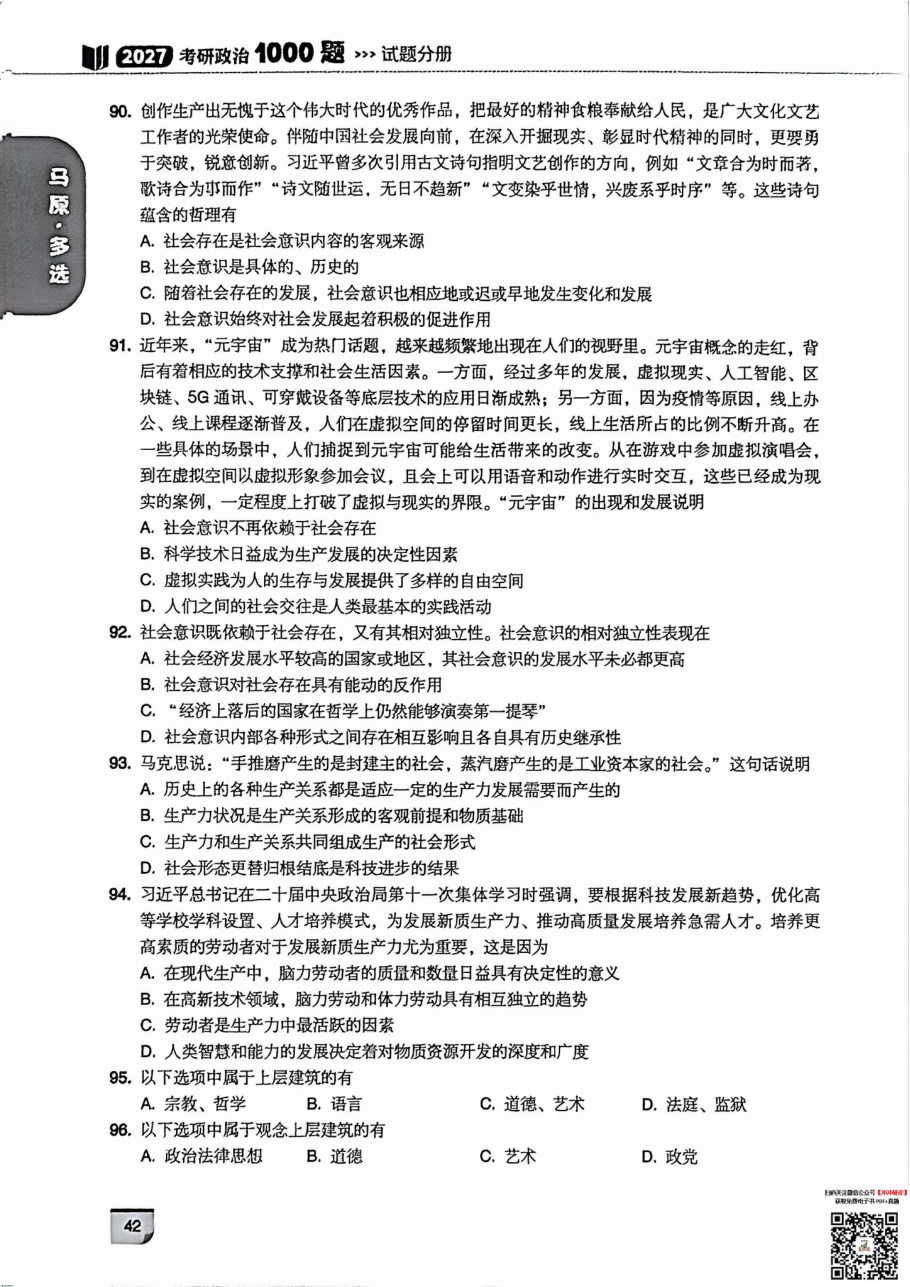 2027 考研政治1000题 >>> 试题分册
马原·多选
90. 创作生产出无愧于这个伟大时代的优秀作品，把最好的精神食粮奉献给人民，是广大文化文艺
工作者的光荣使命。伴随中国社会发展向前，在深入开掘现实、彰显时代精神的同时，更要勇
于突破，锐意创新。习近平曾多次引用古文诗句指明文艺创作的方向，例如“文章合为时而著，
歌诗合为事而作”“诗文随世运，无日不趋新”“文变染乎世情，兴废系乎时序”等。这些诗句
蕴含的哲理有
A. 社会存在是社会意识内容的客观来源
B. 社会意识是具体的、历史的
C. 随着社会存在的发展，社会意识也相应地或迟或早地发生变化和发展
D. 社会意识始终对社会发展起着积极的促进作用
91. 近年来，“元宇宙”成为热门话题，越来越频繁地出现在人们的视野里。元宇宙概念的走红，背
后有着相应的技术支撑和社会生活因素。一方面，经过多年的发展，虚拟现实、人工智能、区
块链、5G 通讯、可穿戴设备等底层技术的应用日渐成熟；另一方面，因为疫情等原因，线上办
公、线上课程逐渐普及，人们在虚拟空间的停留时间更长，线上生活所占的比例不断升高。在
一些具体的场景中，人们捕捉到元宇宙可能给生活带来的改变。从在游戏中参加虚拟演唱会，
到在虚拟空间以虚拟形象参加会议，且会上可以用语音和动作进行实时交互，这些已经成为现
实的案例，一定程度上打破了虚拟与现实的界限。“元宇宙”的出现和发展说明
A. 社会意识不再依赖于社会存在
B. 科学技术日益成为生产发展的决定性因素
C. 虚拟实践为人的生存与发展提供了多样的自由空间
D. 人们之间的社会交往是人类最基本的实践活动
92. 社会意识既依赖于社会存在，又有其相对独立性。社会意识的相对独立性表现在
A. 社会经济发展水平较高的国家或地区，其社会意识的发展水平未必都更高
B. 社会意识对社会存在具有能动的反作用
C. “经济上落后的国家在哲学上仍然能够演奏第一提琴”
D. 社会意识内部各种形式之间存在相互影响且各自具有历史继承性
93. 马克思说：“手推磨产生的是封建主的社会，蒸汽磨产生的是工业资本家的社会。”这句话说明
A. 历史上的各种生产关系都是适应一定的生产力发展需要而产生的
B. 生产力状况是生产关系形成的客观前提和物质基础
C. 生产力和生产关系共同组成生产的社会形式
D. 社会形态更替归根结底是科技进步的结果
94. 习近平总书记在二十届中央政治局第十一次集体学习时强调，要根据科技发展新趋势，优化高
等学校学科设置、人才培养模式，为发展新质生产力、推动高质量发展培养急需人才。培养更
高素质的劳动者对于发展新质生产力尤为重要，这是因为
A. 在现代生产中，脑力劳动者的质量和数量日益具有决定性的意义
B. 在高新技术领域，脑力劳动和体力劳动具有相互独立的趋势
C. 劳动者是生产力中最活跃的因素
D. 人类智慧和能力的发展决定着对物质资源开发的深度和广度
95. 以下选项中属于上层建筑的有
A. 宗教、哲学 B. 语言 C. 道德、艺术 D. 法庭、监狱
96. 以下选项中属于观念上层建筑的有
A. 政治法律思想 B. 道德 C. 艺术 D. 政党
42
扫码关注微信公众号
获取免费电子书PDF+真题